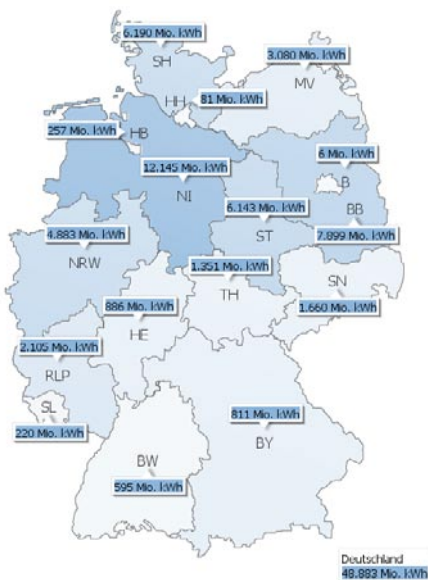 6.190 Mio. kWh
SH
3.080 Mio. kWh
MV
HH
81 Mio. kWh
257 Mio. kWh
HB
12.145 Mio. kWh
NI
6 Mio. kWh
B
6.143 Mio. kWh
ST
BB
7.899 Mio. kWh
4.883 Mio. kWh
NRW
1.351 Mio. kWh
TH
SN
1.660 Mio. kWh
886 Mio. kWh
HE
2.105 Mio. kWh
RLP
SL
220 Mio. kWh
811 Mio. kWh
BY
BW
595 Mio. kWh
Deutschland
48.883 Mio. kWh